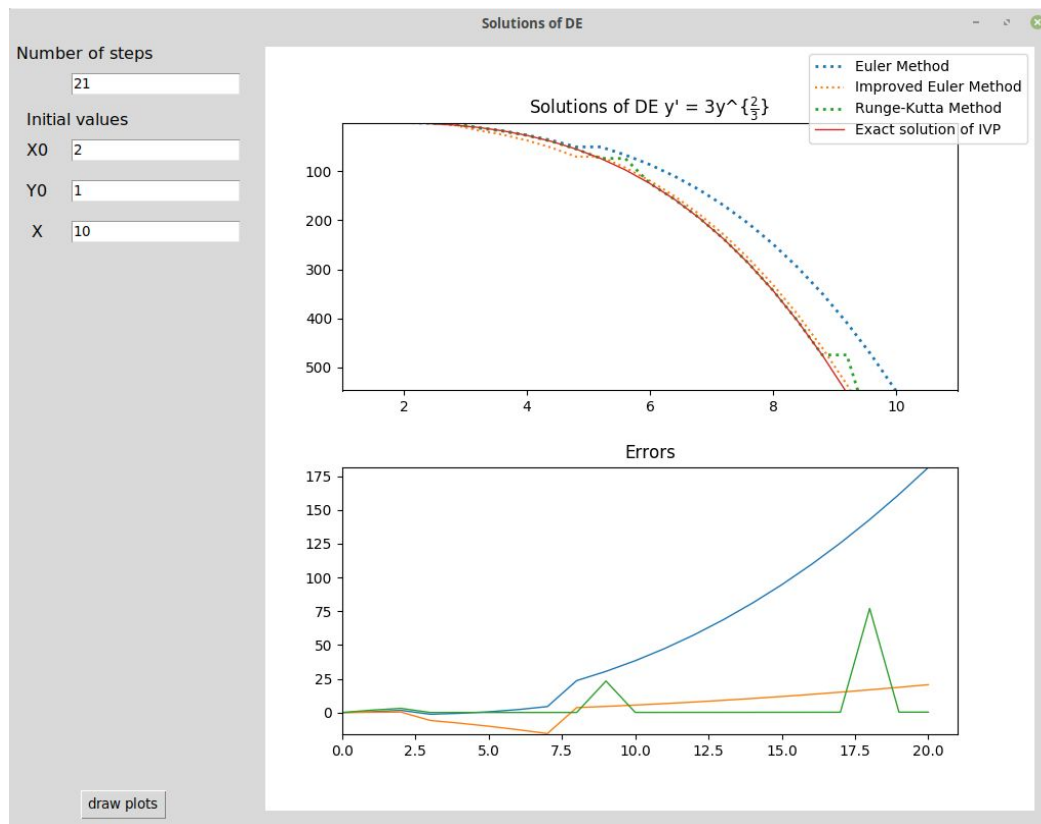 Solutions of DE
Number of steps
21
Initial values
X0 2
Y0 1
X 10
draw plots
Euler Method
Improved Euler Method
Runge-Kutta Method
Exact solution of IVP
Solutions of DE y' = 3y^{2/3}
100
200
300
400
500
2 4 6 8 10
Errors
175
150
125
100
75
50
25
0
0.0 2.5 5.0 7.5 10.0 12.5 15.0 17.5 20.0